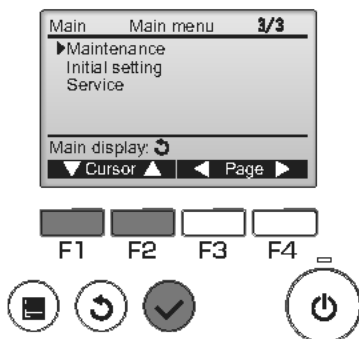 Main Main menu 3/3
▶Maintenance
Initial setting
Service
Main display: ↺
▼ Cursor ▲ ◀ Page ▶
F1 F2 F3 F4